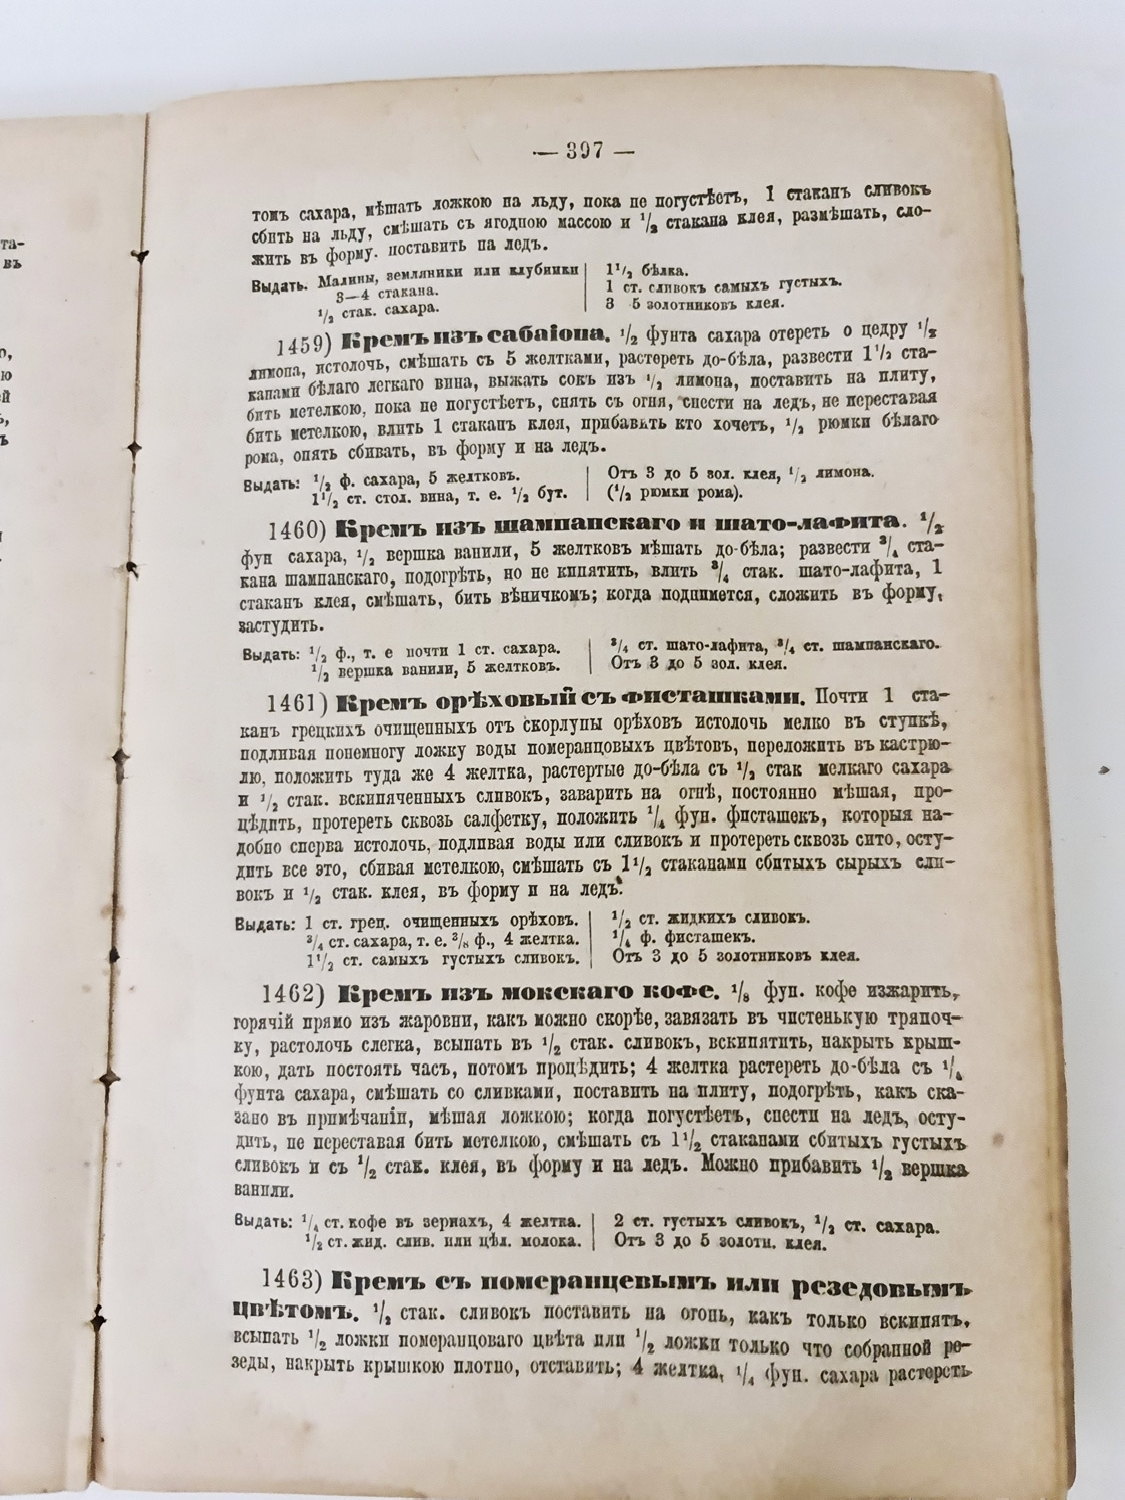 та-
въ
о,
ю
ей
ь,
ъ
— 397 —
томъ сахара, мѣшать ложкою на льду, пока не погустѣетъ, 1 стаканъ сливокъ
сбить на льду, смѣшать съ ягодною массою и 1/2 стакана клея, размѣшать, сло-
жить въ форму. поставить на ледъ.
Выдать. Малины, земляники или клубники
3—4 стакана.
1/2 стак. сахара.
1 1/2 бѣлка.
1 ст. сливокъ самыхъ густыхъ.
3 5 золотниковъ клея.
1459) Кремъ изъ сабаіона. 1/2 фунта сахара отереть о цедру 1/2
лимона, истолочь, смѣшать съ 5 желтками, растереть до-бѣла, развести 1 1/2 ста-
канами бѣлаго легкаго вина, выжать сокъ изъ 1/2 лимона, поставить на плиту,
бить метелкою, пока не погустѣетъ, снять съ огня, снести на ледъ, не переставая
бить метелкою, влить 1 стаканъ клея, прибавить кто хочетъ, 1/2 рюмки бѣлаго
рома, опять сбивать, въ форму и на ледъ.
Выдать: 1/2 ф. сахара, 5 желтковъ.
1 1/2 ст. стол. вина, т. е. 1/2 бут.
Отъ 3 до 5 зол. клея, 1/2 лимона.
(1/2 рюмки рома).
1460) Кремъ изъ шампанскаго и шато-лафита. 1/2
фун сахара, 1/2 вершка ванили, 5 желтковъ мѣшать до-бѣла; развести 3/4 ста-
кана шампанскаго, подогрѣть, но не кипятить, влить 3/4 стак. шато-лафита, 1
стаканъ клея, смѣшать, бить вѣничкомъ; когда поднимется, сложить въ форму,
застудить.
Выдать: 1/2 ф., т. е почти 1 ст. сахара.
1/2 вершка ванили, 5 желтковъ.
3/4 ст. шато-лафита, 3/4 ст. шампанскаго.
Отъ 3 до 5 зол. клея.
1461) Кремъ орѣховый съ фисташками. Почти 1 ста-
канъ грецкихъ очищенныхъ отъ скорлупы орѣховъ истолочь мелко въ ступкѣ,
подливая понемногу ложку воды померанцовыхъ цвѣтовъ, переложить въ кастрю-
лю, положить туда же 4 желтка, растертые до-бѣла съ 1/2 стак мелкаго сахара
и 1/2 стак. вскипяченныхъ сливокъ, заварить на огнѣ, постоянно мѣшая, про-
цѣдить, протереть сквозь салфетку, положить 1/4 фун. фисташекъ, которыя на-
добно сперва истолочь, подливая воды или сливокъ и протереть сквозь сито, осту-
дить все это, сбивая метелкою, смѣшать съ 1 1/2 стаканами сбитыхъ сырыхъ сли-
вокъ и 1/2 стак. клея, въ форму и на ледъ.
Выдать: 1 ст. грец. очищенныхъ орѣховъ.
3/4 ст. сахара, т. е. 3/8 ф., 4 желтка.
1 1/2 ст. самыхъ густыхъ сливокъ.
1/2 ст. жидкихъ сливокъ.
1/4 ф. фисташекъ.
Отъ 3 до 5 золотниковъ клея.
1462) Кремъ изъ мокскаго кофе. 1/8 фун. кофе изжарить,
горячій прямо изъ жаровни, какъ можно скорѣе, завязать въ чистенькую тряпоч-
ку, растолочь слегка, всыпать въ 1/2 стак. сливокъ, вскипятить, накрыть крыш-
кою, дать постоять часъ, потомъ процѣдить; 4 желтка растереть до-бѣла съ 1/4
фунта сахара, смѣшать со сливками, поставить на плиту, подогрѣть, какъ ска-
зано въ примѣчаніи, мѣшая ложкою; когда погустѣетъ, снести на ледъ, осту-
дить, не переставая бить метелкою, смѣшать съ 1 1/2 стаканами сбитыхъ густыхъ
сливокъ и съ 1/2 стак. клея, въ форму и на ледъ. Можно прибавить 1/2 вершка
ванили.
Выдать: 1/4 ст. кофе въ зернахъ, 4 желтка.
1/2 ст. жид. слив. или цѣл. молока.
2 ст. густыхъ сливокъ, 1/2 ст. сахара.
Отъ 3 до 5 золотн. клея.
1463) Кремъ съ померанцевымъ или резедовымъ
цвѣтомъ. 1/2 стак. сливокъ поставить на огонь, какъ только вскипятъ,
всыпать 1/2 ложки померанцоваго цвѣта или 1/2 ложки только что собранной ре-
зеды, накрыть крышкою плотно, отставить; 4 желтка, 1/4 фун. сахара растереть